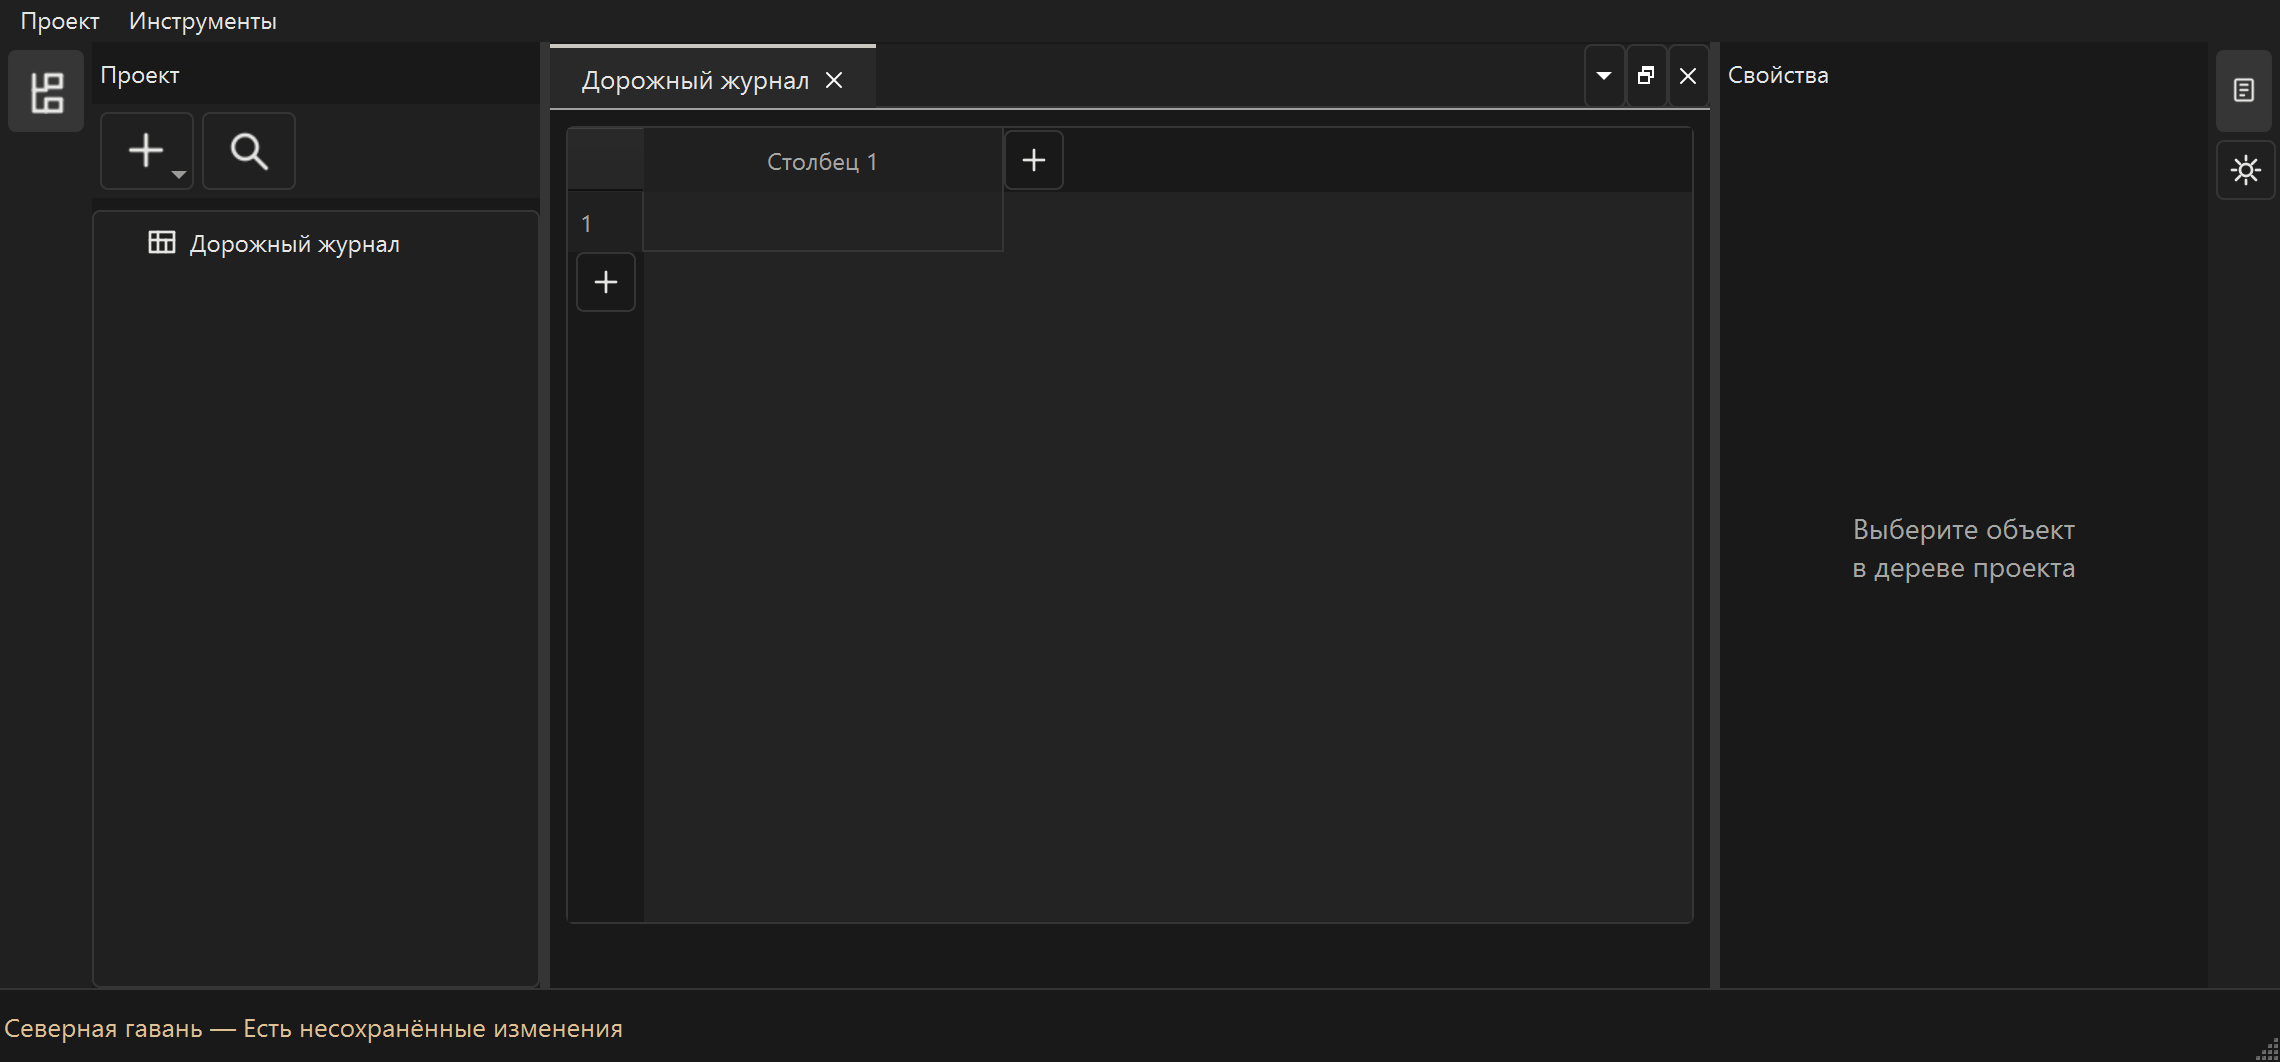 Проект Инструменты
Проект
Дорожный журнал
Дорожный журнал
Столбец 1
1
Свойства
Выберите объект
в дереве проекта
Северная гавань — Есть несохранённые изменения